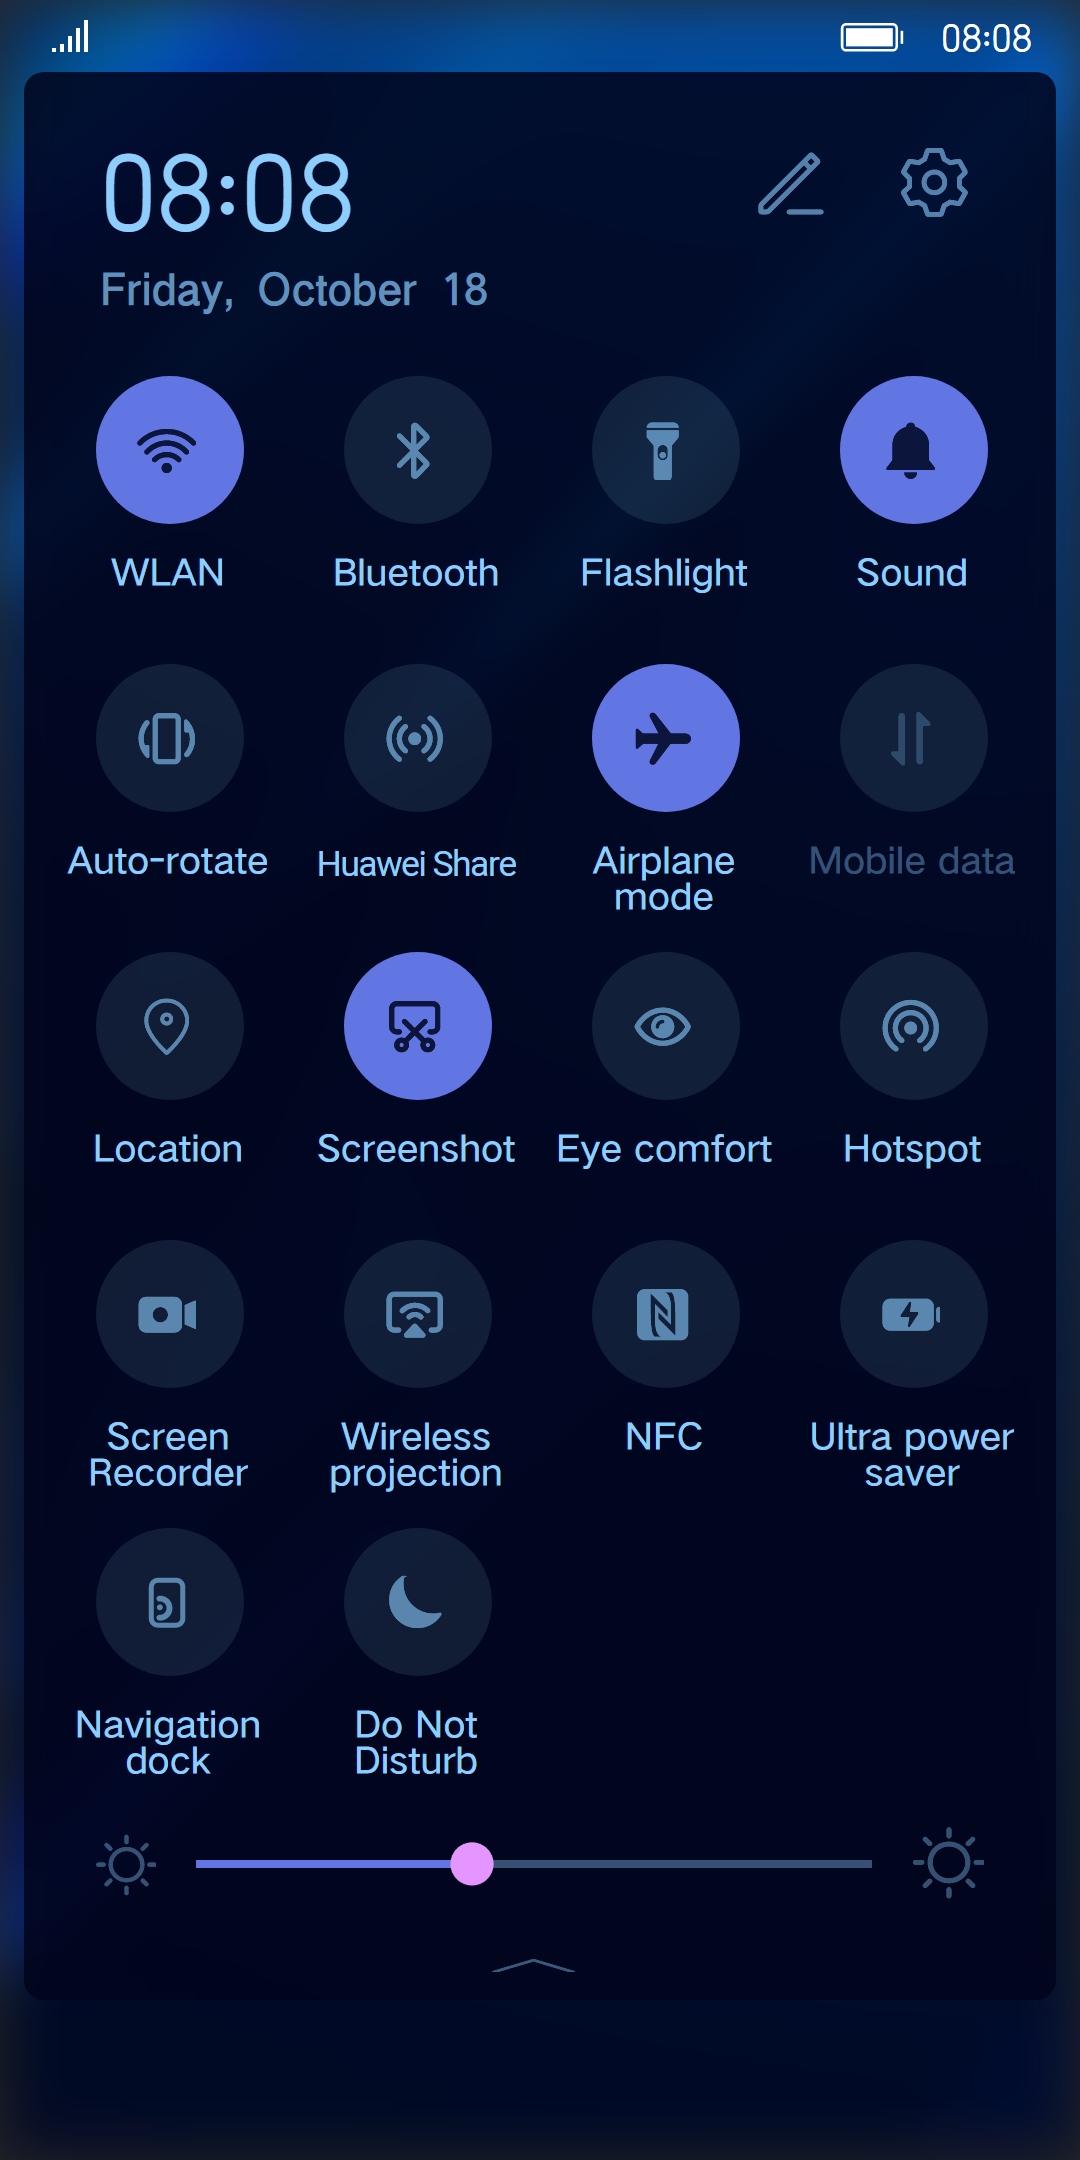 08:08
08:08
Friday, October 18
WLAN
Bluetooth
Flashlight
Sound
Auto-rotate
Huawei Share
Airplane
mode
Mobile data
Location
Screenshot
Eye comfort
Hotspot
Screen
Recorder
Wireless
projection
NFC
Ultra power
saver
Navigation
dock
Do Not
Disturb